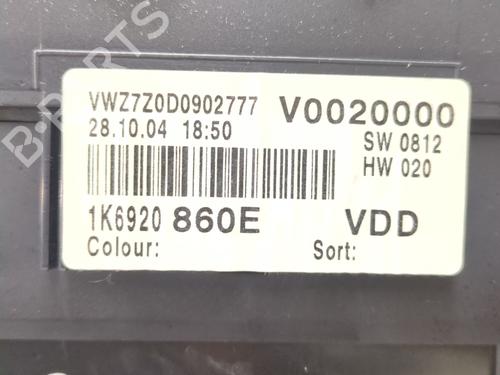 VWZ7Z0D0902777 V0020000
28.10.04 18:50 SW 0812
HW 020
1K6920 860E VDD
Colour: Sort:
B-PARTS